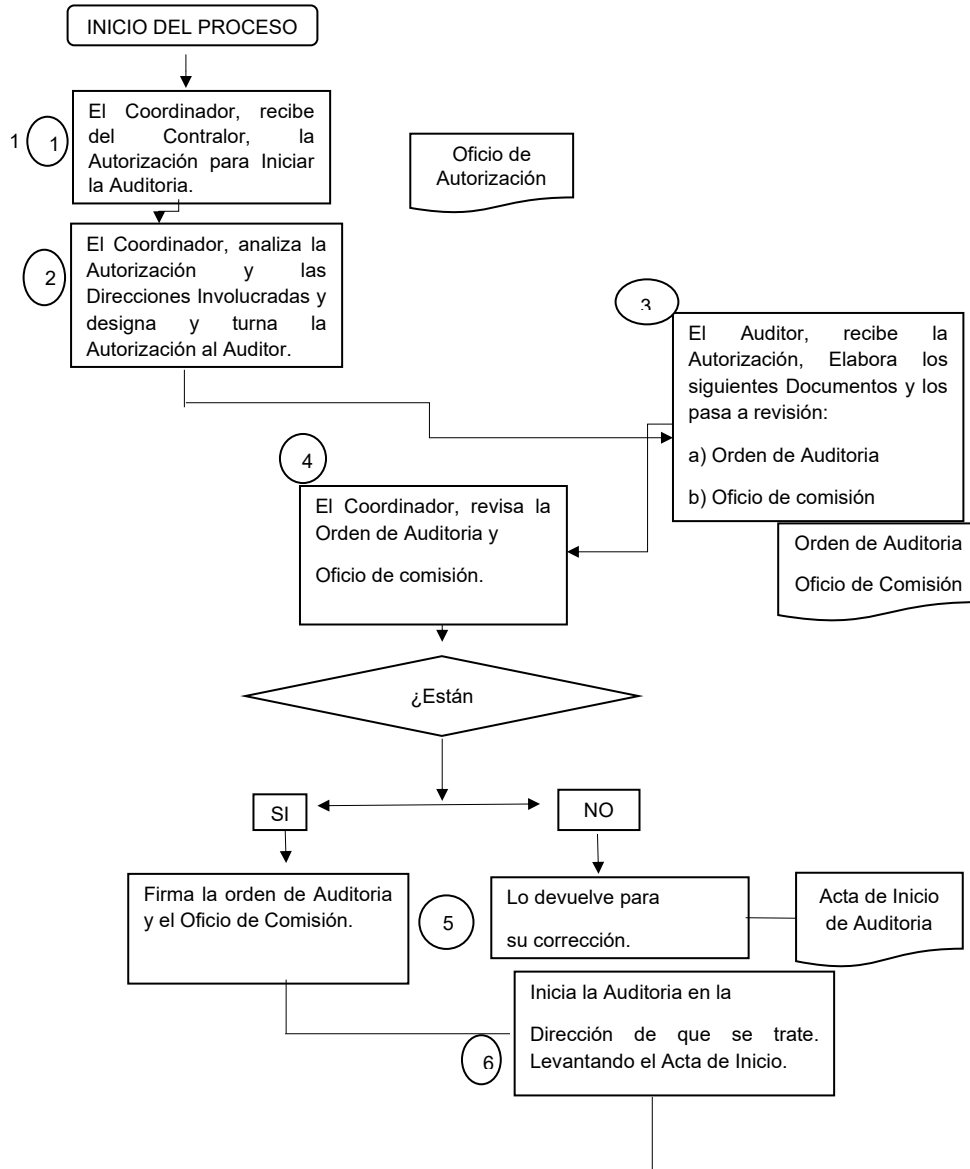 INICIO DEL PROCESO
1
1
El Coordinador, recibe
del Contralor, la
Autorización para Iniciar
la Auditoria.
Oficio de
Autorización
2
El Coordinador, analiza la
Autorización y las
Direcciones Involucradas y
designa y turna la
Autorización al Auditor.
3
El Auditor, recibe la
Autorización, Elabora los
siguientes Documentos y los
pasa a revisión:
a) Orden de Auditoria
b) Oficio de comisión
Orden de Auditoria
Oficio de Comisión
4
El Coordinador, revisa la
Orden de Auditoria y
Oficio de comisión.
¿Están
SI
NO
Firma la orden de Auditoria
y el Oficio de Comisión.
5
Lo devuelve para
su corrección.
Acta de Inicio
de Auditoria
6
Inicia la Auditoria en la
Dirección de que se trate.
Levantando el Acta de Inicio.